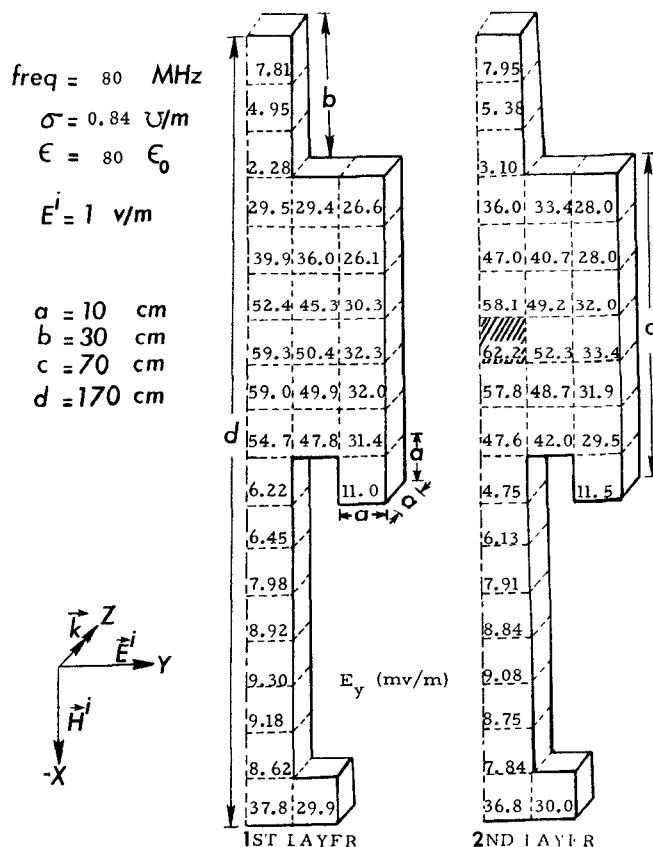 freq = 80 MHz
σ = 0.84 ℧/m
ϵ = 80 ϵ0
E^i = 1 v/m
a = 10 cm
b = 30 cm
c = 70 cm
d = 170 cm
d
b
7.81
4.95
2.28
29.5 29.4 26.6
39.9 36.0 26.1
52.4 45.3 30.3
59.3 50.4 32.3
59.0 49.9 32.0
54.7 47.8 31.4
6.22 11.0
6.45
7.98
8.92
9.30
9.18
8.62
37.8 29.9
a
a
a
1ST LAYER
7.95
5.38
3.10
36.0 33.4 28.0
47.0 40.7 28.0
58.1 49.2 32.0
62.2 52.3 33.4
57.8 48.7 31.9
47.6 42.0 29.5
4.75 11.5
6.13
7.91
8.84
9.08
8.75
7.84
36.8 30.0
c
2ND LAYER
E_y (mv/m)
k Z
E^i Y
H^i
-X